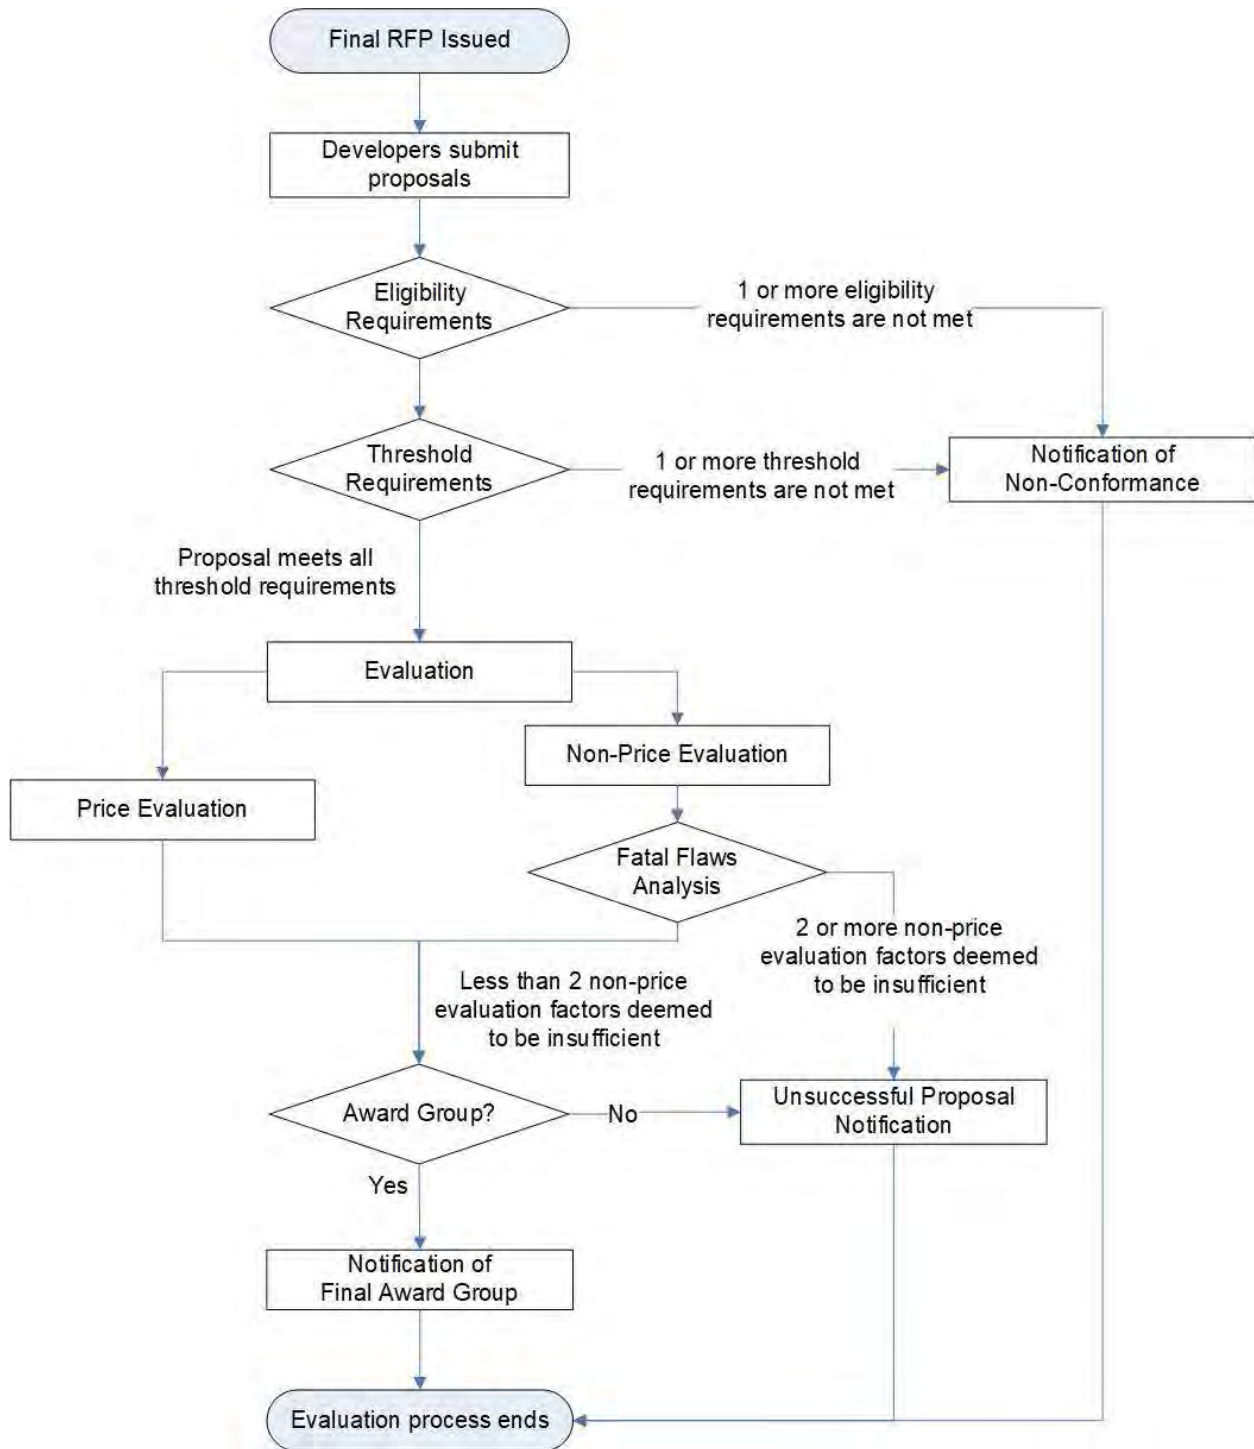 Final RFP Issued
Developers submit
proposals
Eligibility
Requirements
1 or more eligibility
requirements are not met
Threshold
Requirements
1 or more threshold
requirements are not met
Notification of
Non-Conformance
Proposal meets all
threshold requirements
Evaluation
Non-Price Evaluation
Price Evaluation
Fatal Flaws
Analysis
2 or more non-price
evaluation factors deemed
to be insufficient
Less than 2 non-price
evaluation factors deemed
to be insufficient
Award Group?
No
Unsuccessful Proposal
Notification
Yes
Notification of
Final Award Group
Evaluation process ends